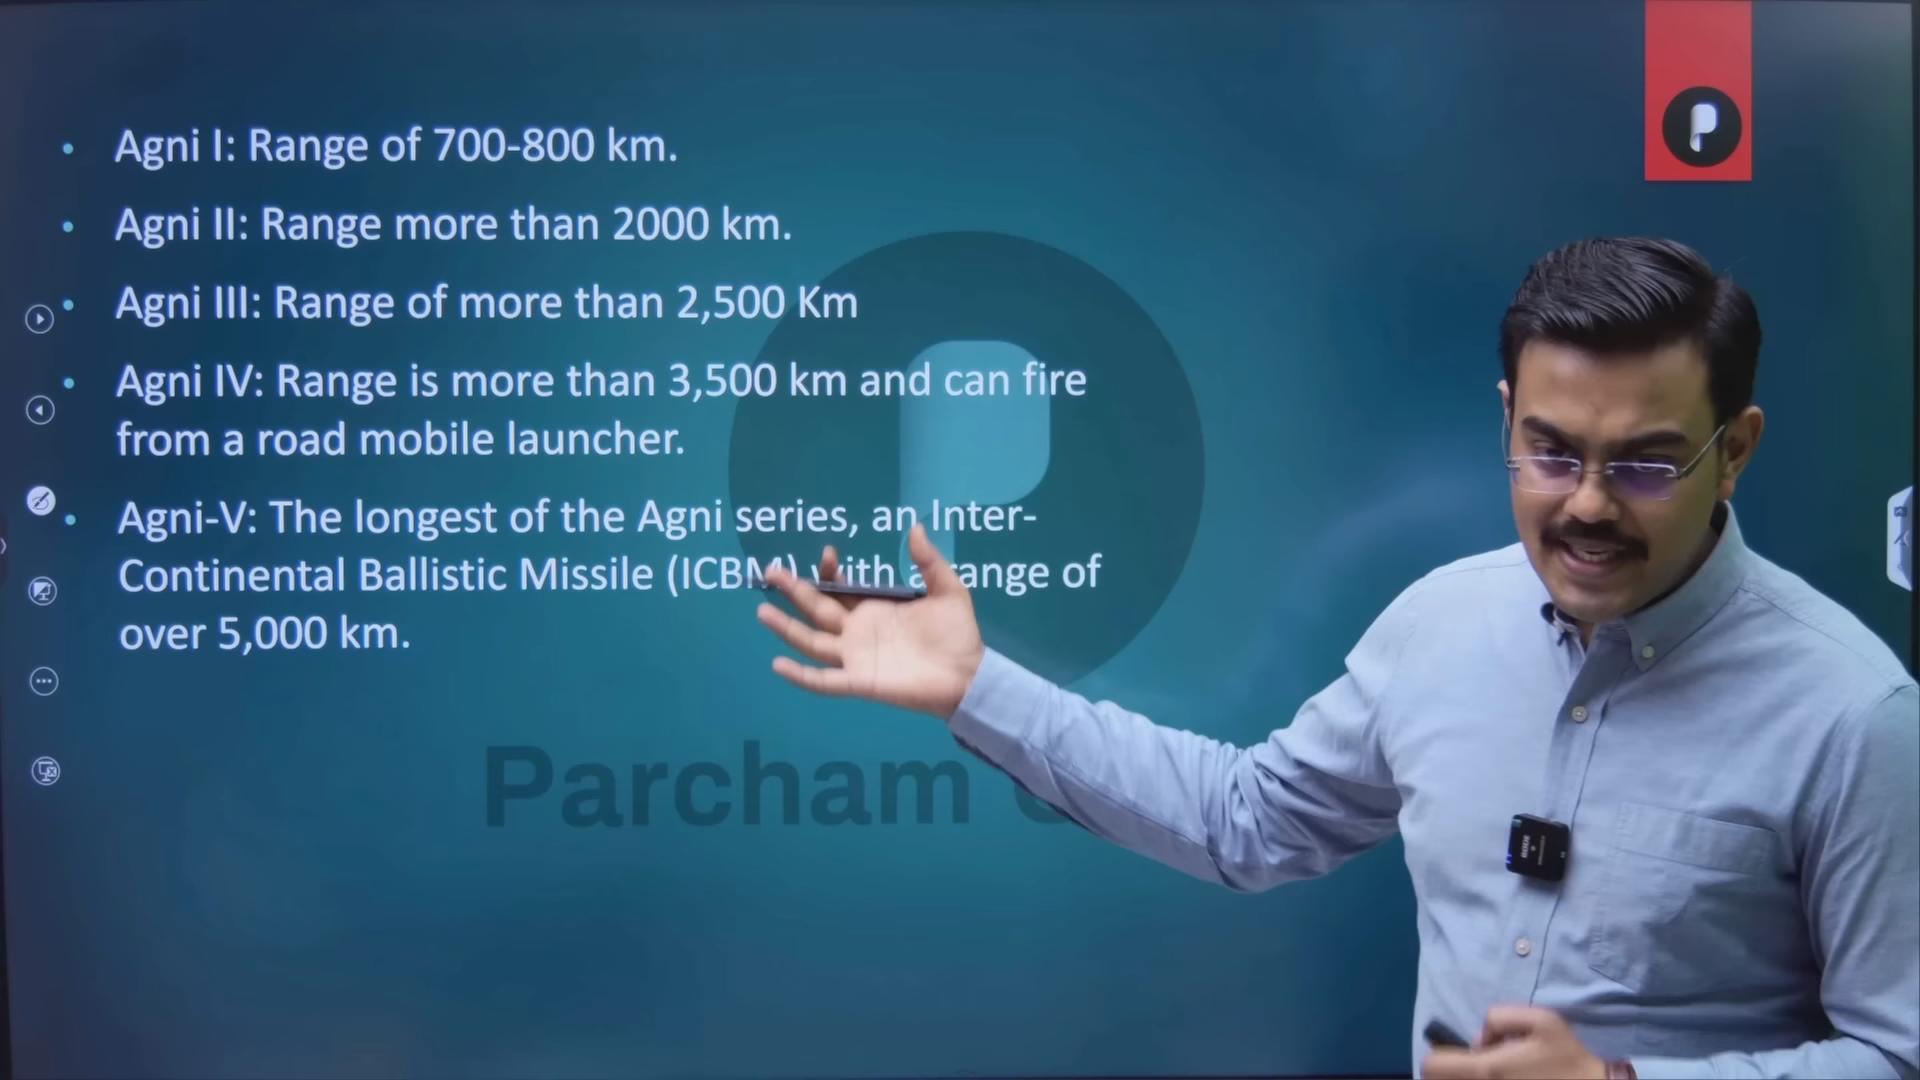 Agni I: Range of 700-800 km.
Agni II: Range more than 2000 km.
Agni III: Range of more than 2,500 Km
Agni IV: Range is more than 3,500 km and can fire
from a road mobile launcher.
Agni-V: The longest of the Agni series, an Inter-
Continental Ballistic Missile (ICBM) with a range of
over 5,000 km.
Parcham
RODE